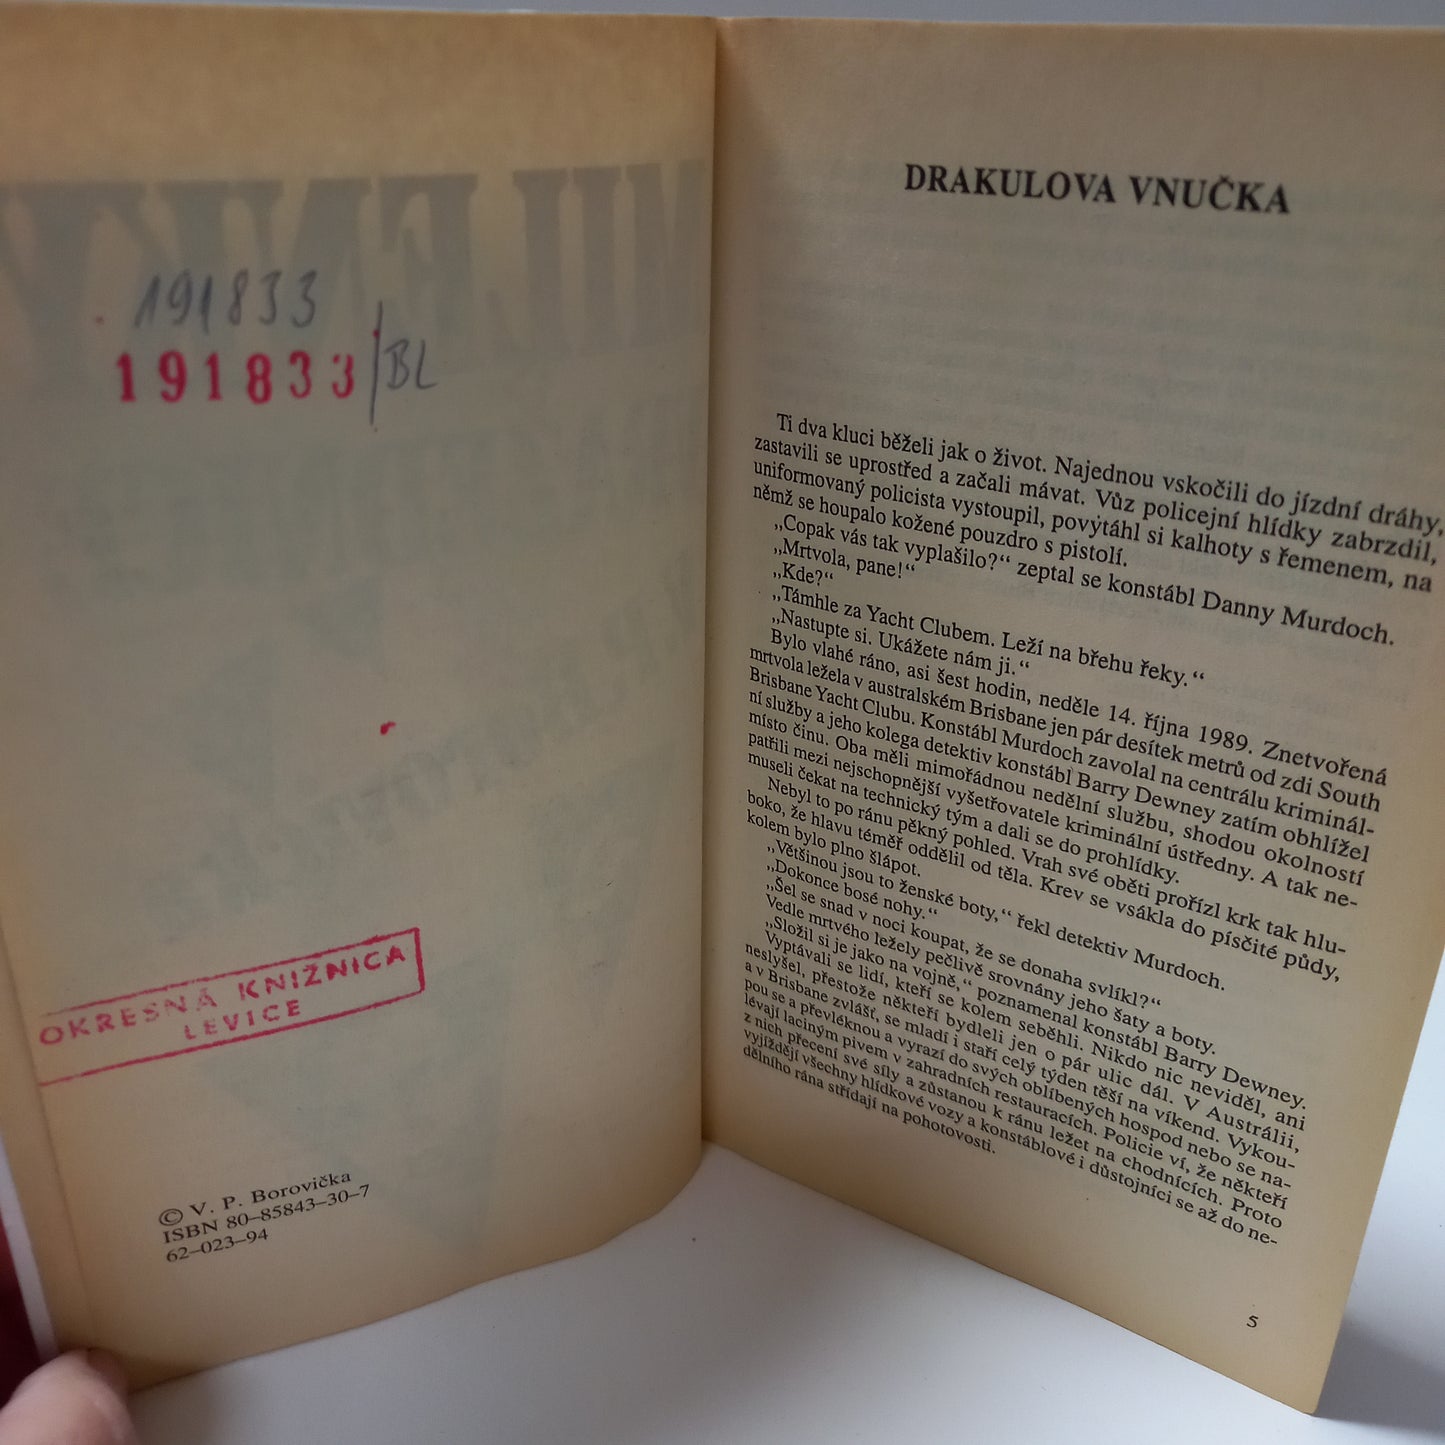 191833
191833/BL
OKRESNÁ KNIŽNICA
LEVICE
© V. P. Borovička
ISBN 80–85843–30–7
62–023–94
DRAKULOVA VNUČKA
Ti dva kluci běželi jak o život. Najednou vskočili do jízdní dráhy,
zastavili se uprostřed a začali mávat. Vůz policejní hlídky zabrzdil,
uniformovaný policista vystoupil, povýtáhl si kalhoty s řemenem, na
němž se houpalo kožené pouzdro s pistolí.
„Copak vás tak vyplašilo?“ zeptal se konstábl Danny Murdoch.
„Mrtvola, pane!“
„Kde?“
„Támhle za Yacht Clubem. Leží na břehu řeky.“
„Nastupte si. Ukážete nám ji.“
Bylo vlahé ráno, asi šest hodin, neděle 14. října 1989. Znetvořená
mrtvola ležela v australském Brisbane jen pár desítek metrů od zdi South
Brisbane Yacht Clubu. Konstábl Murdoch zavolal na centrálu kriminál-
ní služby a jeho kolega detektiv konstábl Barry Dewney zatím obhlížel
místo činu. Oba měli mimořádnou nedělní službu, shodou okolností
patřili mezi nejschopnější vyšetřovatele kriminální ústředny. A tak ne-
museli čekat na technický tým a dali se do prohlídky.
Nebyl to po ránu pěkný pohled. Vrah své oběti prořízl krk tak hlu-
boko, že hlavu téměř oddělil od těla. Krev se vsákla do písčité půdy,
kolem bylo plno šlápot.
„Většinou jsou to ženské boty,“ řekl detektiv Murdoch.
„Dokonce bosé nohy.“
„Šel se snad v noci koupat, že se donaha svlíkl?“
Vedle mrtvého ležely pečlivě srovnány jeho šaty a boty.
„Složil si je jako na vojně,“ poznamenal konstábl Barry Dewney.
Vyptávali se lidí, kteří se kolem seběhli. Nikdo nic neviděl, ani
neslyšel, přestože někteří bydleli jen o pár ulic dál. V Austrálii,
a v Brisbane zvlášť, se mladí i staří celý týden těší na víkend. Vykou-
pou se a převléknou a vyrazí do svých oblíbených hospod nebo se na-
lévají laciným pivem v zahradních restauracích. Policie ví, že někteří
z nich přecení své síly a zůstanou k ránu ležet na chodnících. Proto
vyjíždějí všechny hlídkové vozy a konstáblové i důstojníci se až do ne-
dělního rána střídají na pohotovosti.
5